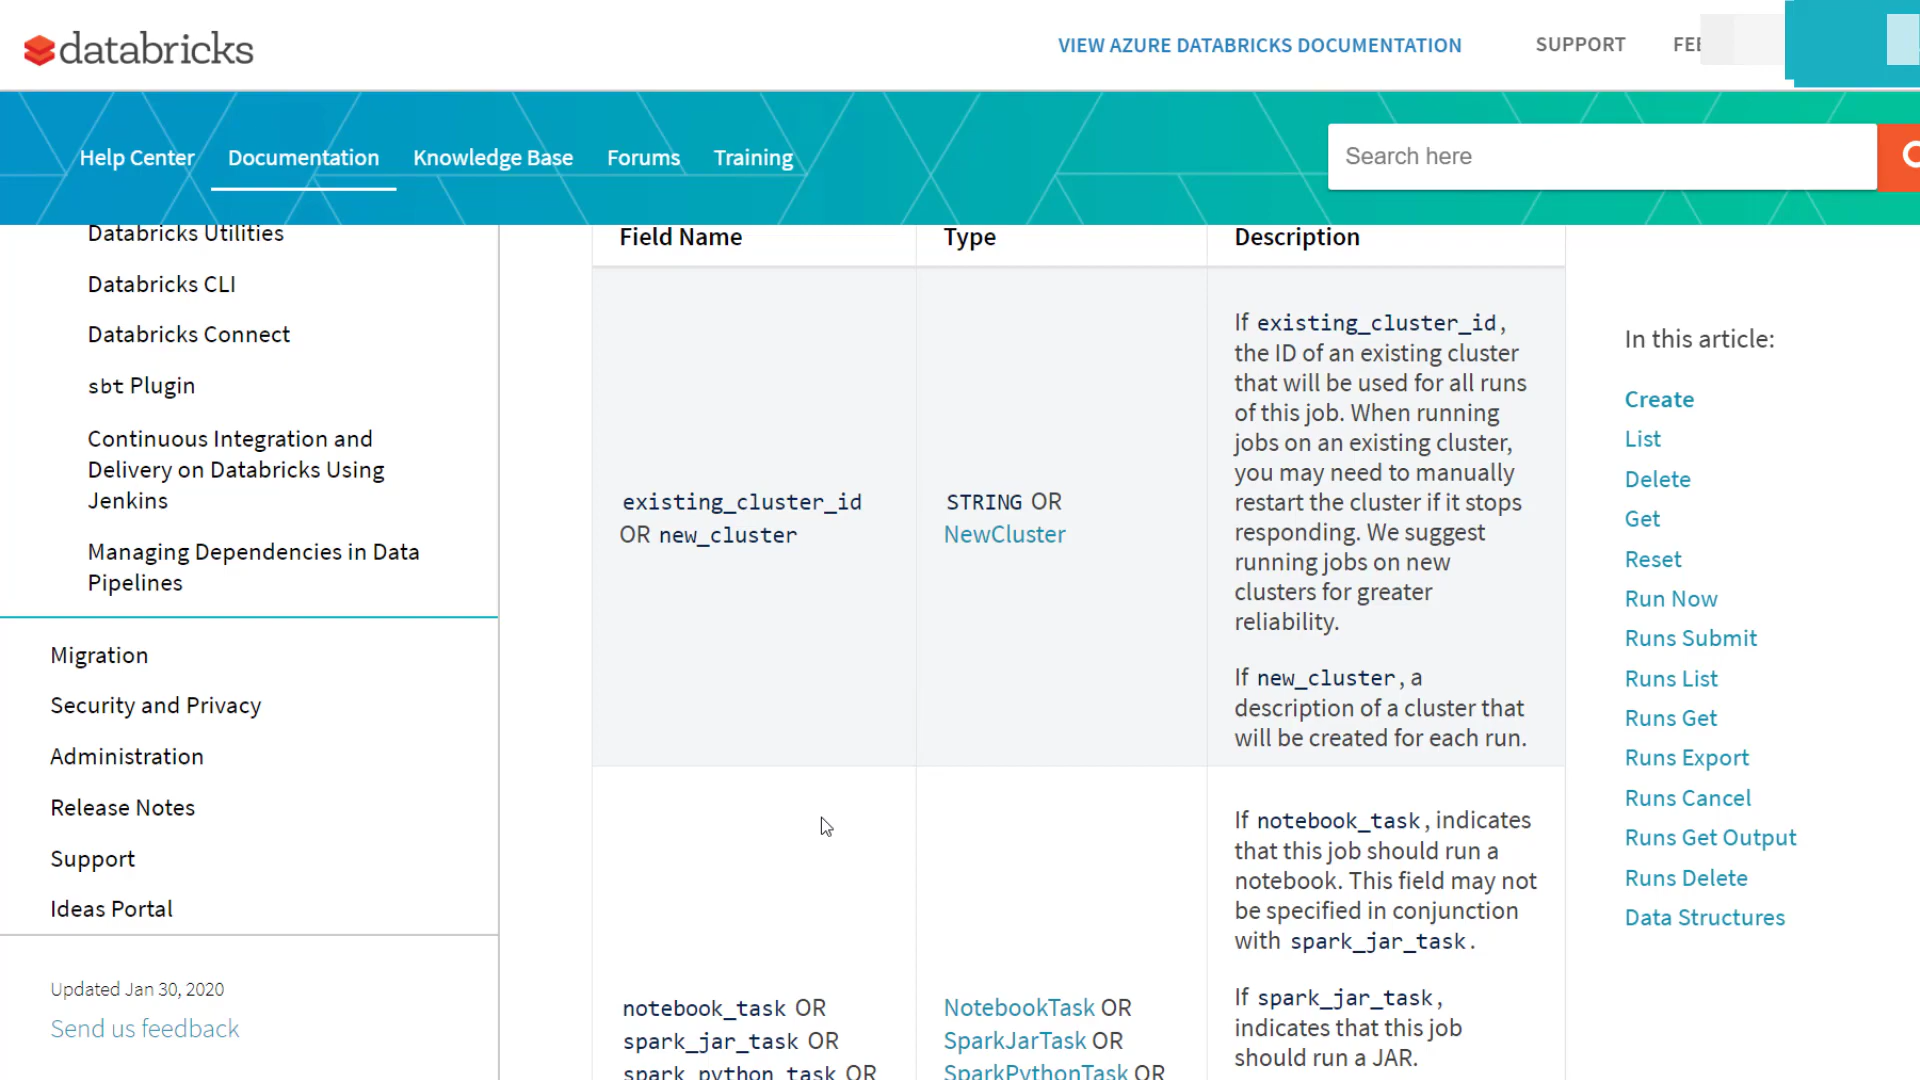 databricks
VIEW AZURE DATABRICKS DOCUMENTATION
SUPPORT
Help Center
Documentation
Knowledge Base
Forums
Training
Search here
Databricks Utilities
Databricks CLI
Databricks Connect
sbt Plugin
Continuous Integration and
Delivery on Databricks Using
Jenkins
Managing Dependencies in Data
Pipelines
Migration
Security and Privacy
Administration
Release Notes
Support
Ideas Portal
Updated Jan 30, 2020
Send us feedback
Field Name
Type
Description
existing_cluster_id
OR new_cluster
STRING OR
NewCluster
If existing_cluster_id,
the ID of an existing cluster
that will be used for all runs
of this job. When running
jobs on an existing cluster,
you may need to manually
restart the cluster if it stops
responding. We suggest
running jobs on new
clusters for greater
reliability.
If new_cluster, a
description of a cluster that
will be created for each run.
notebook_task OR
spark_jar_task OR
spark_python_task OR
NotebookTask OR
SparkJarTask OR
SparkPythonTask OR
If notebook_task, indicates
that this job should run a
notebook. This field may not
be specified in conjunction
with spark_jar_task.
If spark_jar_task,
indicates that this job
should run a JAR.
In this article:
Create
List
Delete
Get
Reset
Run Now
Runs Submit
Runs List
Runs Get
Runs Export
Runs Cancel
Runs Get Output
Runs Delete
Data Structures